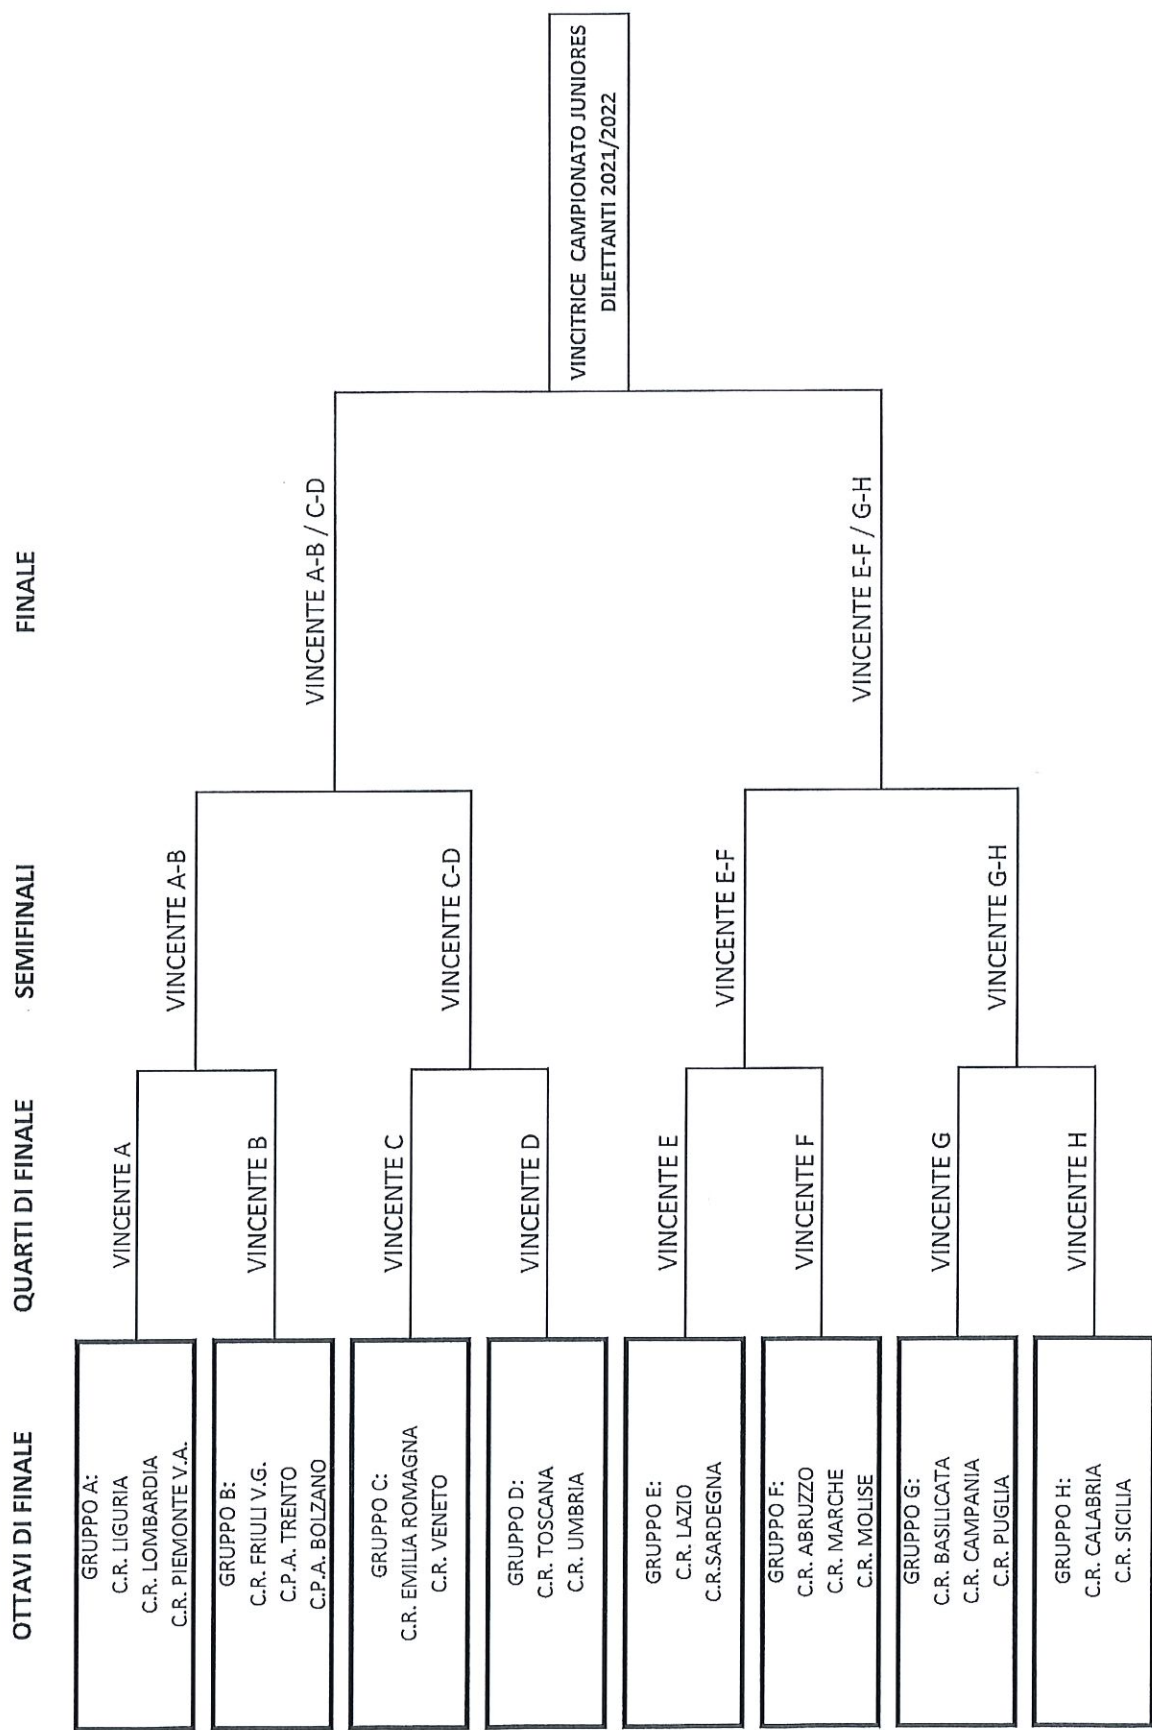 OTTAVI DI FINALE
QUARTI DI FINALE
SEMIFINALI
FINALE
GRUPPO A:
C.R. LIGURIA
C.R. LOMBARDIA
C.R. PIEMONTE V.A.
GRUPPO B:
C.R. FRIULI V.G.
C.P.A. TRENTO
C.P.A. BOLZANO
GRUPPO C:
C.R. EMILIA ROMAGNA
C.R. VENETO
GRUPPO D:
C.R. TOSCANA
C.R. UMBRIA
GRUPPO E:
C.R. LAZIO
C.R.SARDEGNA
GRUPPO F:
C.R. ABRUZZO
C.R. MARCHE
C.R. MOLISE
GRUPPO G:
C.R. BASILICATA
C.R. CAMPANIA
C.R. PUGLIA
GRUPPO H:
C.R. CALABRIA
C.R. SICILIA
VINCENTE A
VINCENTE B
VINCENTE C
VINCENTE D
VINCENTE E
VINCENTE F
VINCENTE G
VINCENTE H
VINCENTE A-B
VINCENTE C-D
VINCENTE E-F
VINCENTE G-H
VINCENTE A-B / C-D
VINCENTE E-F / G-H
VINCITRICE CAMPIONATO JUNIORES
DILETTANTI 2021/2022